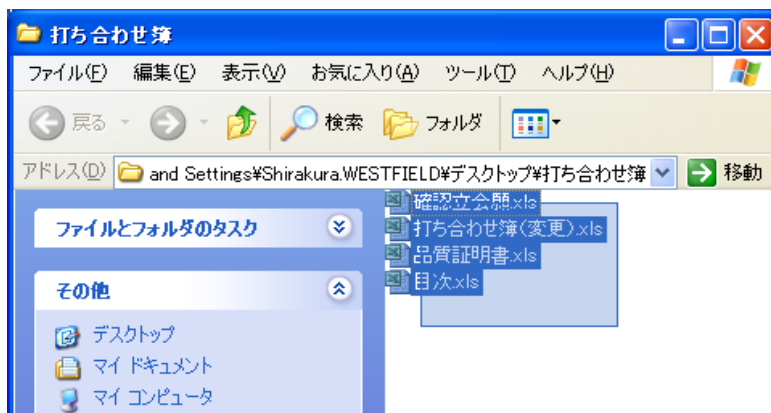 打ち合わせ簿
ファイル(F) 編集(E) 表示(V) お気に入り(A) ツール(T) ヘルプ(H)
戻る 検索 フォルダ
アドレス(D) and Settings¥Shirakura.WESTFIELD¥デスクトップ¥打ち合わせ簿 移動
ファイルとフォルダのタスク
その他
デスクトップ
マイ ドキュメント
マイ コンピュータ
確認立会願.xls
打ち合わせ簿(変更).xls
品質証明書.xls
目次.xls